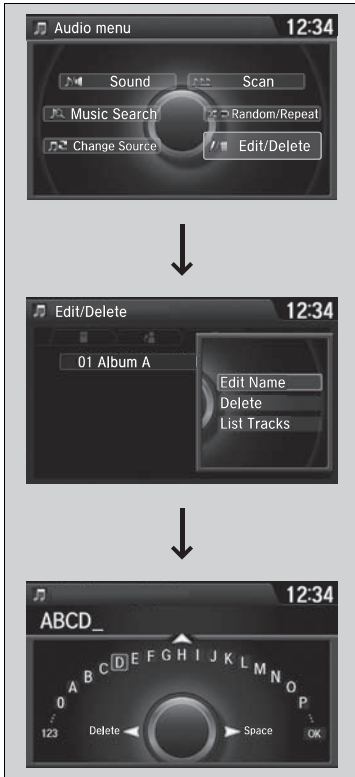 Audio menu 12:34
Sound Scan
Music Search Random/Repeat
Change Source Edit/Delete
Edit/Delete 12:34
01 Album A
Edit Name
Delete
List Tracks
12:34
ABCD_
0 A B C D E F G H I J K L M N O P
123 Delete Space OK